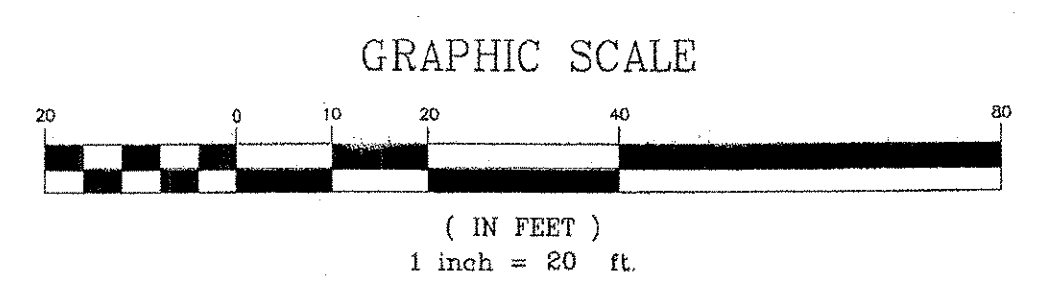 GRAPHIC SCALE
20 0 10 20 40 80
( IN FEET )
1 inch = 20 ft.